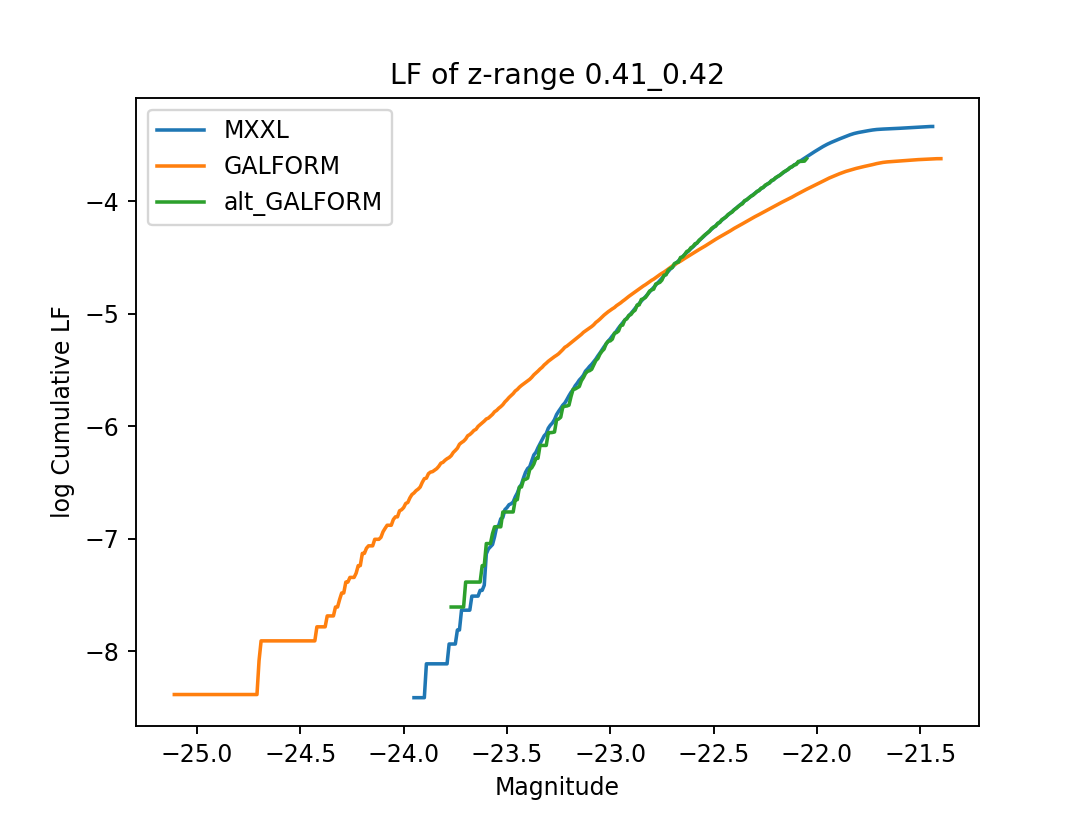 LF of z-range 0.41_0.42
MXXL
GALFORM
alt_GALFORM
log Cumulative LF
−4
−5
−6
−7
−8
−25.0 −24.5 −24.0 −23.5 −23.0 −22.5 −22.0 −21.5
Magnitude